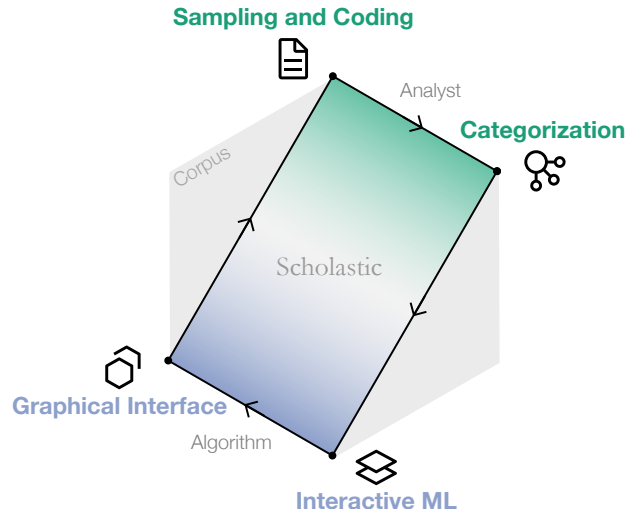 Sampling and Coding
Analyst
Categorization
Corpus
Scholastic
Graphical Interface
Algorithm
Interactive ML